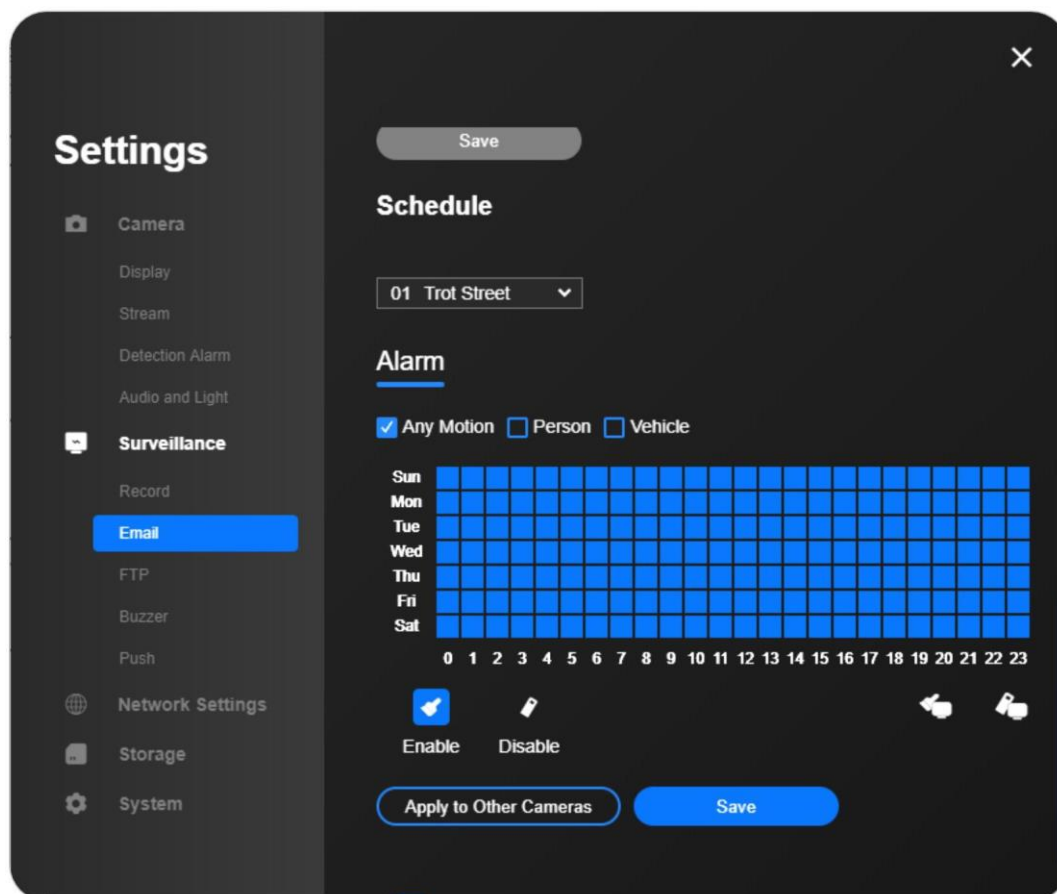 Settings
Camera
Display
Stream
Detection Alarm
Audio and Light
Surveillance
Record
Email
FTP
Buzzer
Push
Network Settings
Storage
System
Save
Schedule
01 Trot Street
Alarm
Any Motion Person Vehicle
Sun
Mon
Tue
Wed
Thu
Fri
Sat
0 1 2 3 4 5 6 7 8 9 10 11 12 13 14 15 16 17 18 19 20 21 22 23
Enable Disable
Apply to Other Cameras Save